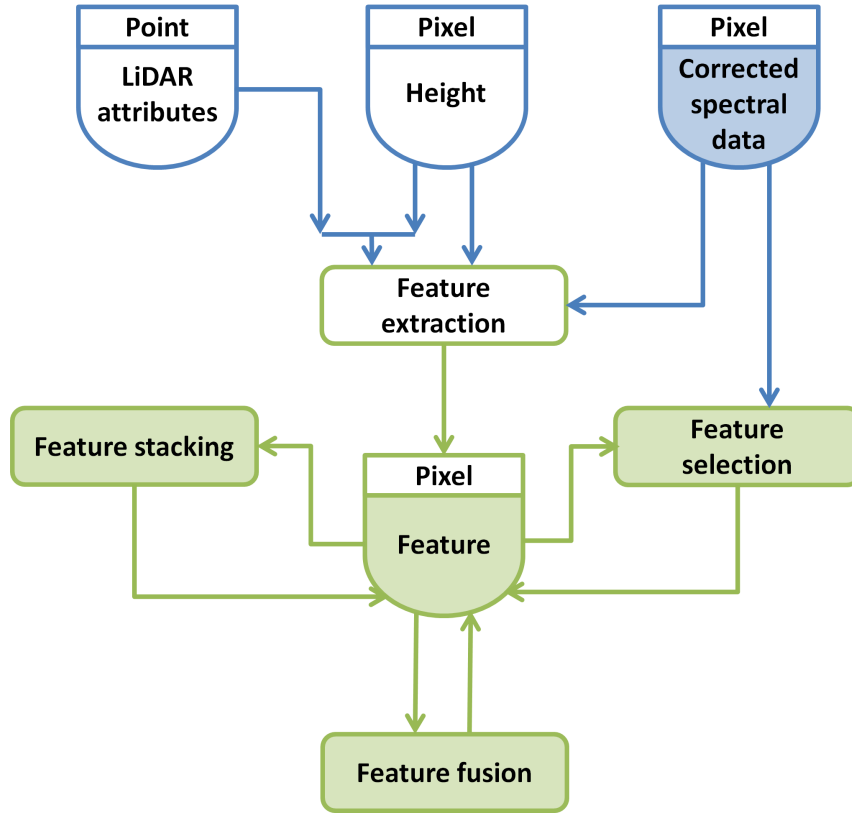 Point
LiDAR
attributes
Pixel
Height
Pixel
Corrected
spectral
data
Feature
extraction
Feature stacking
Feature
selection
Pixel
Feature
Feature fusion